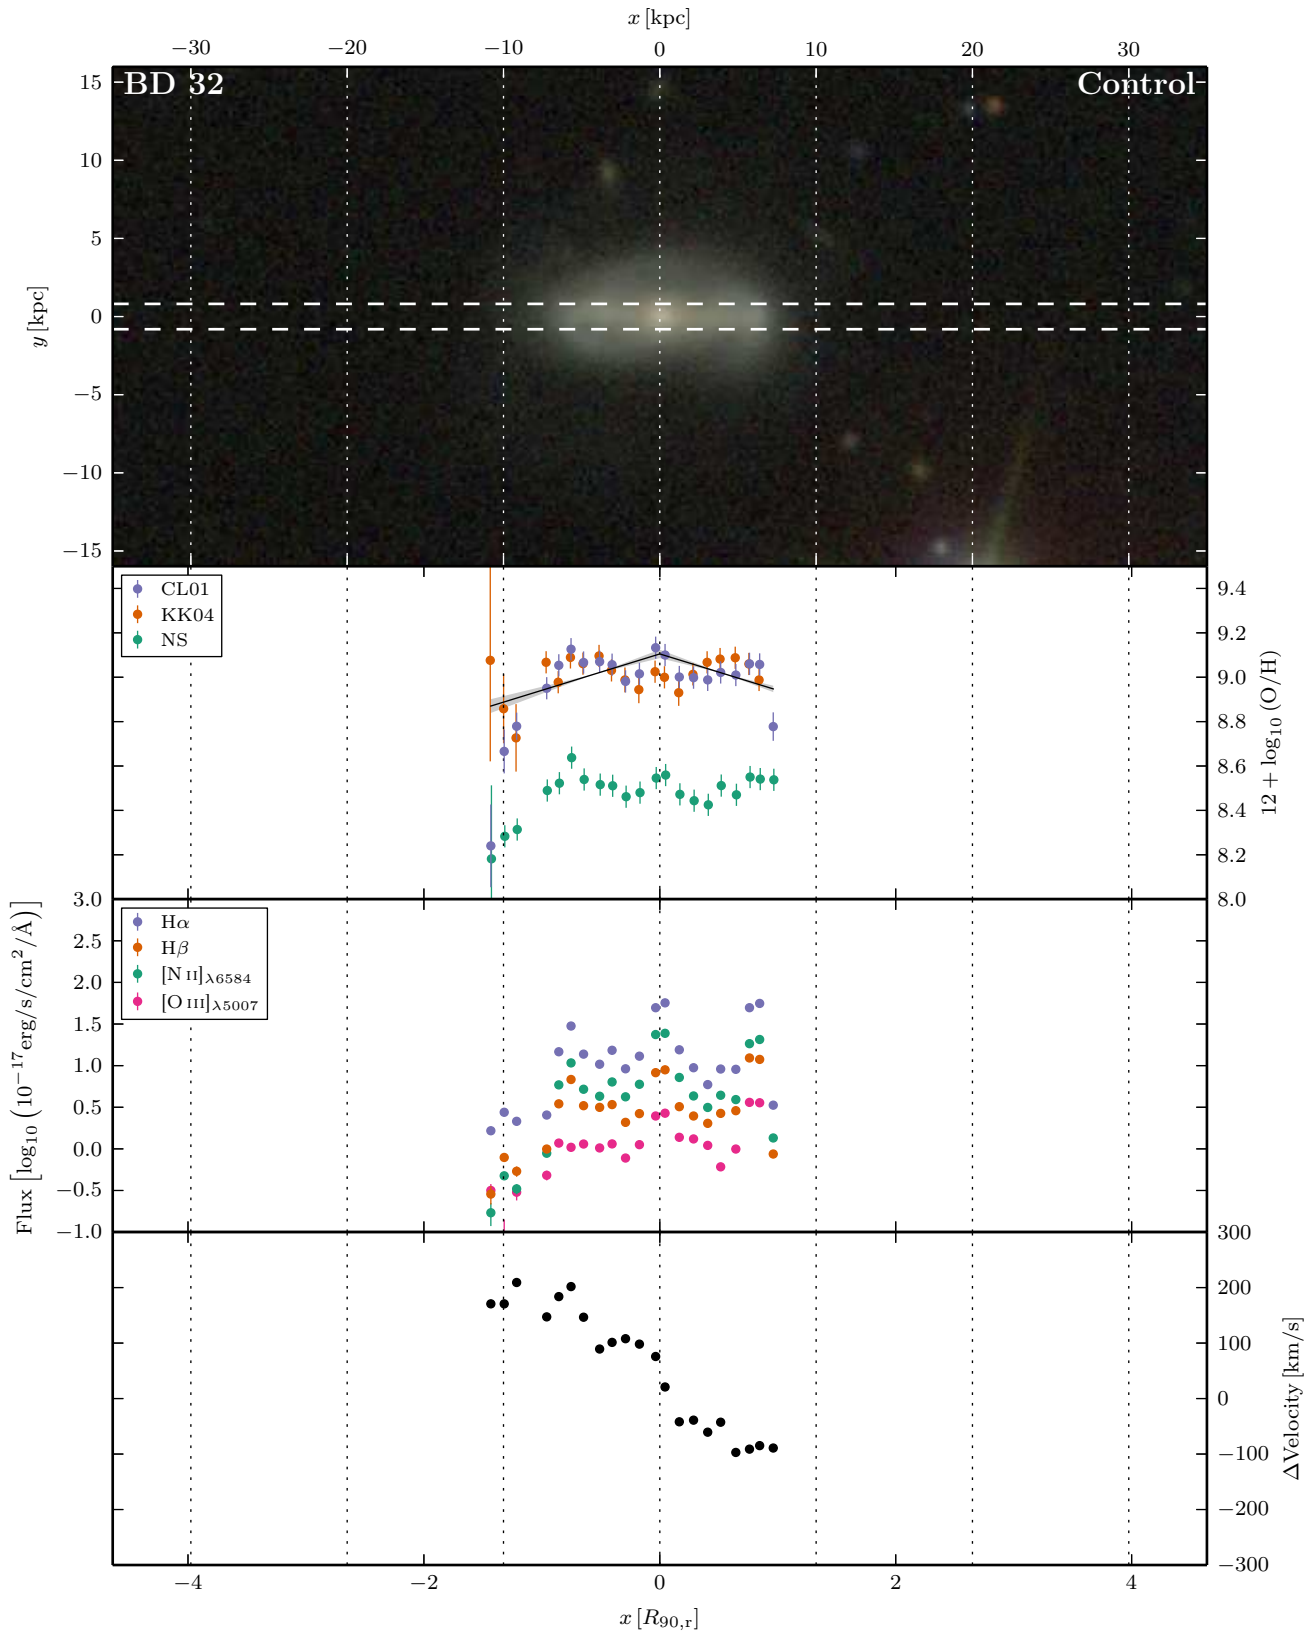 x [kpc]
−30 −20 −10 0 10 20 30
BD 32 Control
15
10
5
0
−5
−10
−15
y [kpc]
CL01
KK04
NS
9.4
9.2
9.0
8.8
8.6
8.4
8.2
8.0
12 + log₁₀ (O/H)
Hα
Hβ
[N II]λ6584
[O III]λ5007
3.0
2.5
2.0
1.5
1.0
0.5
0.0
−0.5
−1.0
Flux [log₁₀ (10⁻¹⁷erg/s/cm²/Å)]
300
200
100
0
−100
−200
−300
ΔVelocity [km/s]
−4 −2 0 2 4
x [R₉₀,ᵣ]